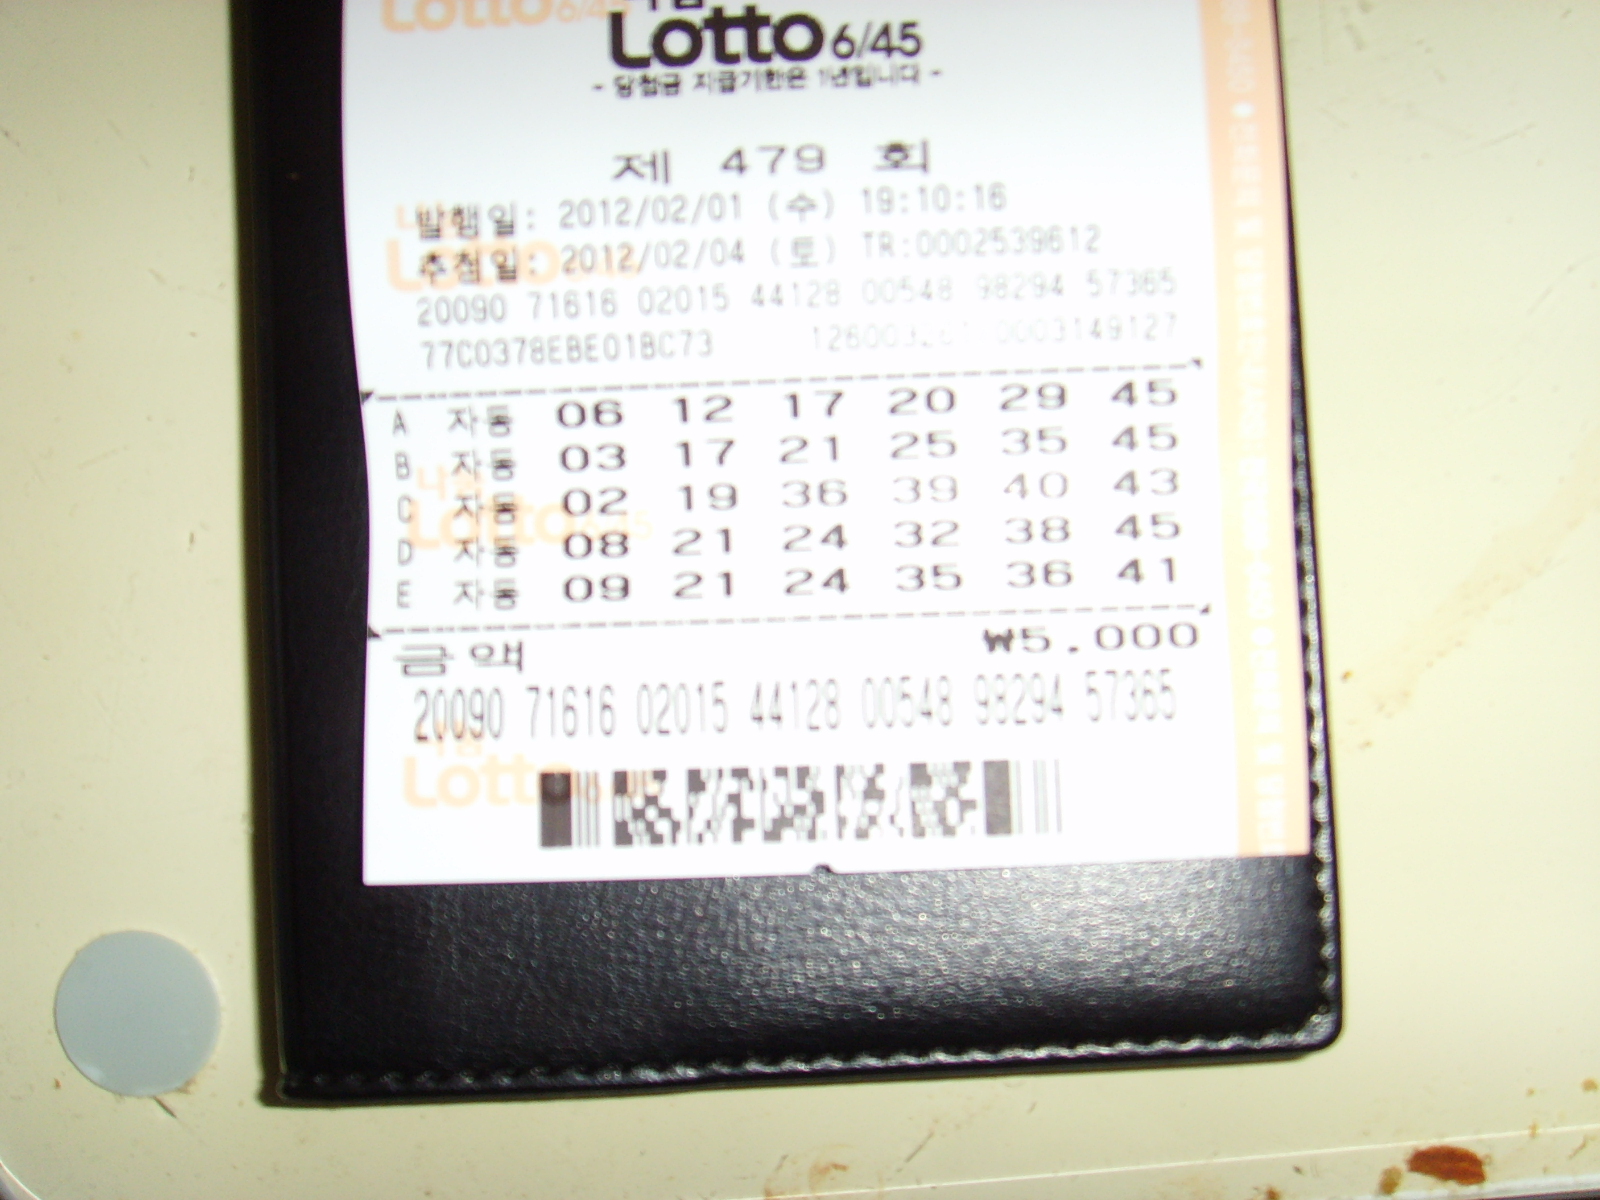 Lotto 6/45
Lotto 6/45
- 당첨금 지급기한은 1년입니다 -
제 479 회
발행일: 2012/02/01 (수) 19:10:16
추첨일: 2012/02/04 (토) TR:0002539612
20090 71616 02015 44128 00548 98294 57365
77C0378EBE01BC73 0003149127
A 자동 06 12 17 20 29 45
B 자동 03 17 21 25 35 45
C 자동 02 19 36 39 40 43
D 자동 08 21 24 32 38 45
E 자동 09 21 24 35 36 41
금액 ₩5.000
20090 71616 02015 44128 00548 98294 57365
Lotto